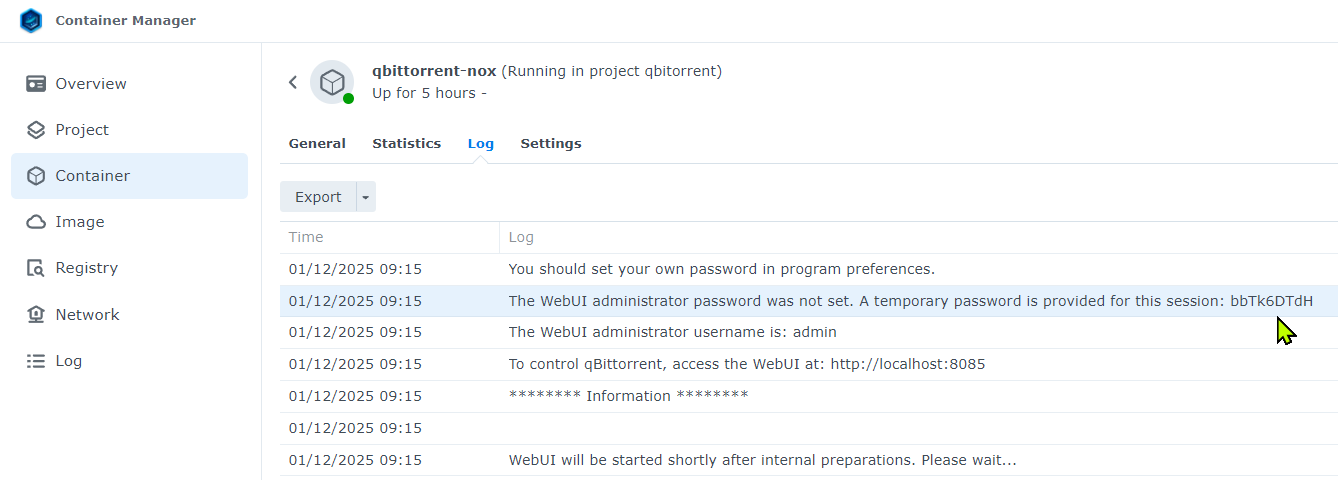 Container Manager
Overview
Project
Container
Image
Registry
Network
Log
qbittorrent-nox (Running in project qbitorrent)
Up for 5 hours -
General Statistics Log Settings
Export
Time Log
01/12/2025 09:15 You should set your own password in program preferences.
01/12/2025 09:15 The WebUI administrator password was not set. A temporary password is provided for this session: bbTk6DTdH
01/12/2025 09:15 The WebUI administrator username is: admin
01/12/2025 09:15 To control qBittorrent, access the WebUI at: http://localhost:8085
01/12/2025 09:15 ******** Information ********
01/12/2025 09:15
01/12/2025 09:15 WebUI will be started shortly after internal preparations. Please wait...